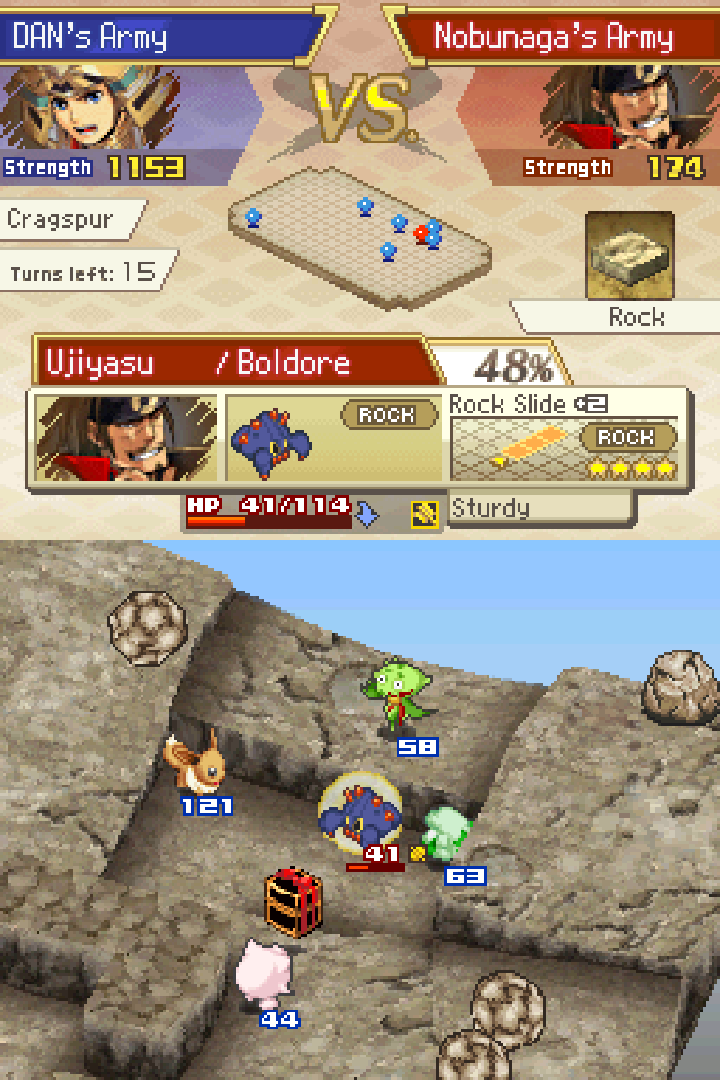 DAN's Army
Nobunaga's Army
VS.
Strength 1153
Strength 174
Cragspur
Turns left: 15
Rock
Ujiyasu / Boldore
48%
ROCK
Rock Slide 2
ROCK
HP 41/114
Sturdy
58
121
41
63
44